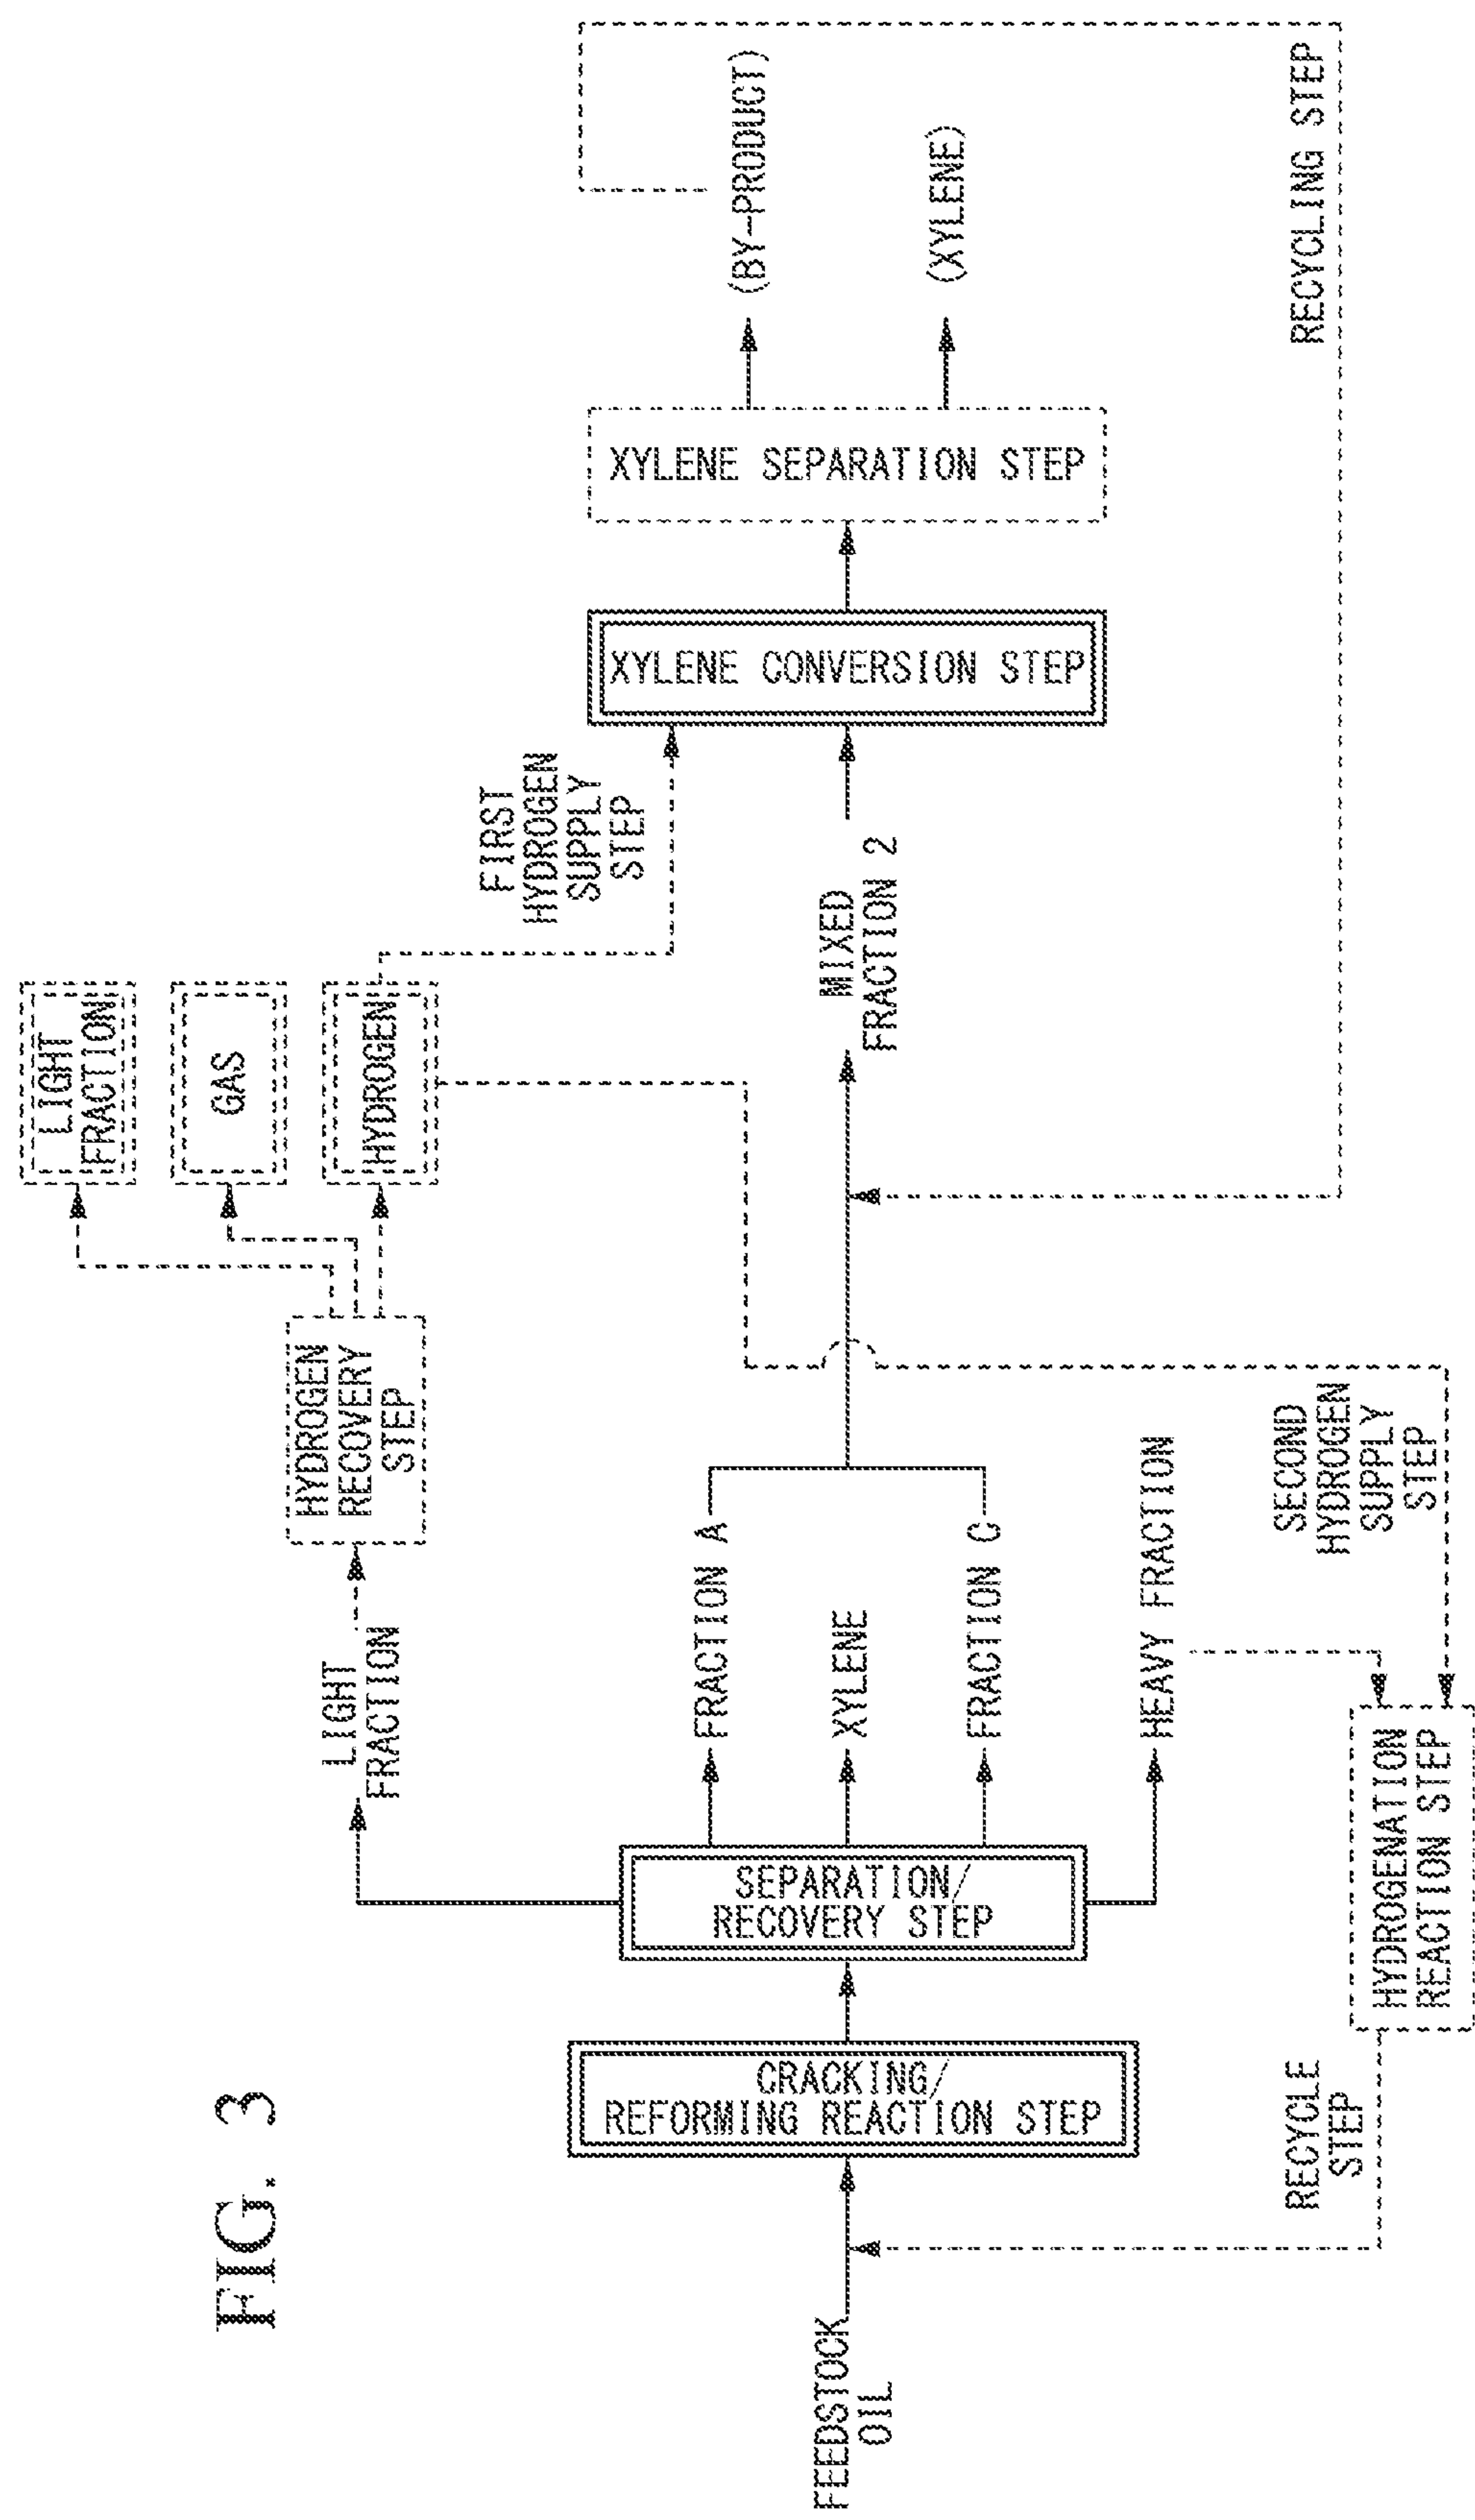 FIG. 3
FEEDSTOCK
OIL
CRACKING/
REFORMING REACTION STEP
SEPARATION/
RECOVERY STEP
LIGHT
FRACTION
FRACTION A
XYLENE
FRACTION C
HEAVY FRACTION
HYDROGEN
RECOVERY
STEP
LIGHT
FRACTION
GAS
HYDROGEN
FIRST
HYDROGEN
SUPPLY
STEP
MIXED
FRACTION 2
XYLENE CONVERSION STEP
XYLENE SEPARATION STEP
(BY-PRODUCT)
(XYLENE)
RECYCLING STEP
SECOND
HYDROGEN
SUPPLY
STEP
HYDROGENATION
REACTION STEP
RECYCLE
STEP